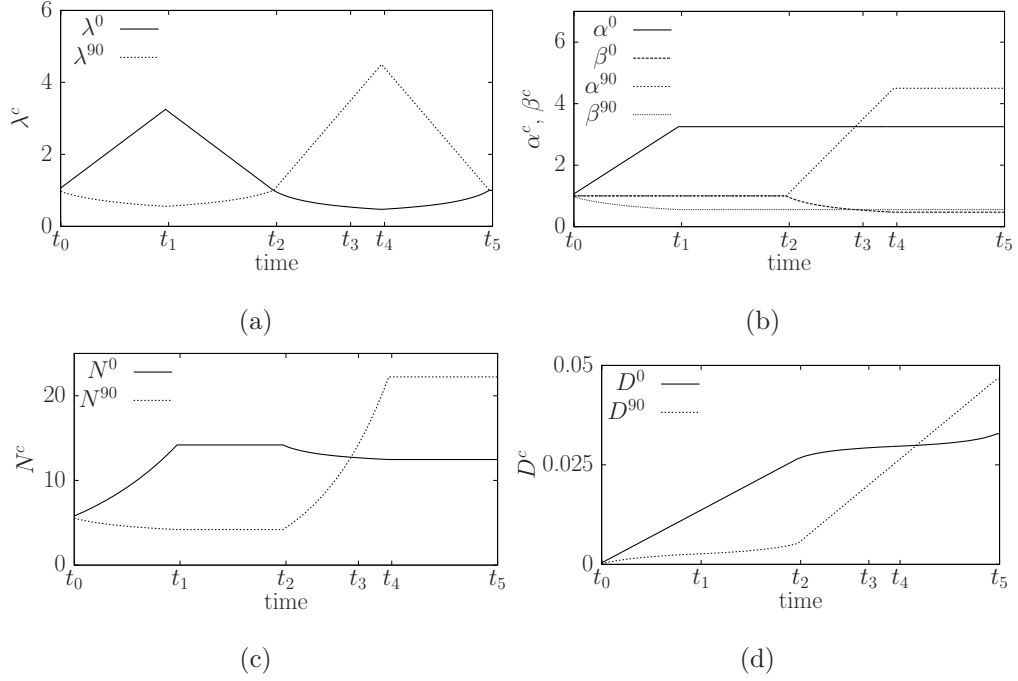 6
4
2
0
λ^c
λ^0
λ^90
t_0 t_1 t_2 t_3 t_4 t_5
time
(a)
6
4
2
0
α^c, β^c
α^0
β^0
α^90
β^90
t_0 t_1 t_2 t_3 t_4 t_5
time
(b)
20
10
0
N^c
N^0
N^90
t_0 t_1 t_2 t_3 t_4 t_5
time
(c)
0.05
0.025
0
D^c
D^0
D^90
t_0 t_1 t_2 t_3 t_4 t_5
time
(d)